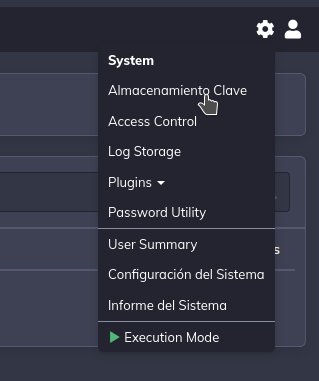 System
Almacenamiento Clave
Access Control
Log Storage
Plugins
Password Utility
User Summary
Configuración del Sistema
Informe del Sistema
Execution Mode